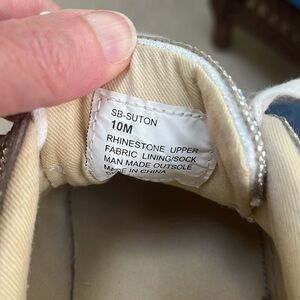 SB-SUTON
10M
RHINESTONE UPPER
FABRIC LINING/SOCK
MAN MADE OUTSOLE
MADE IN CHINA